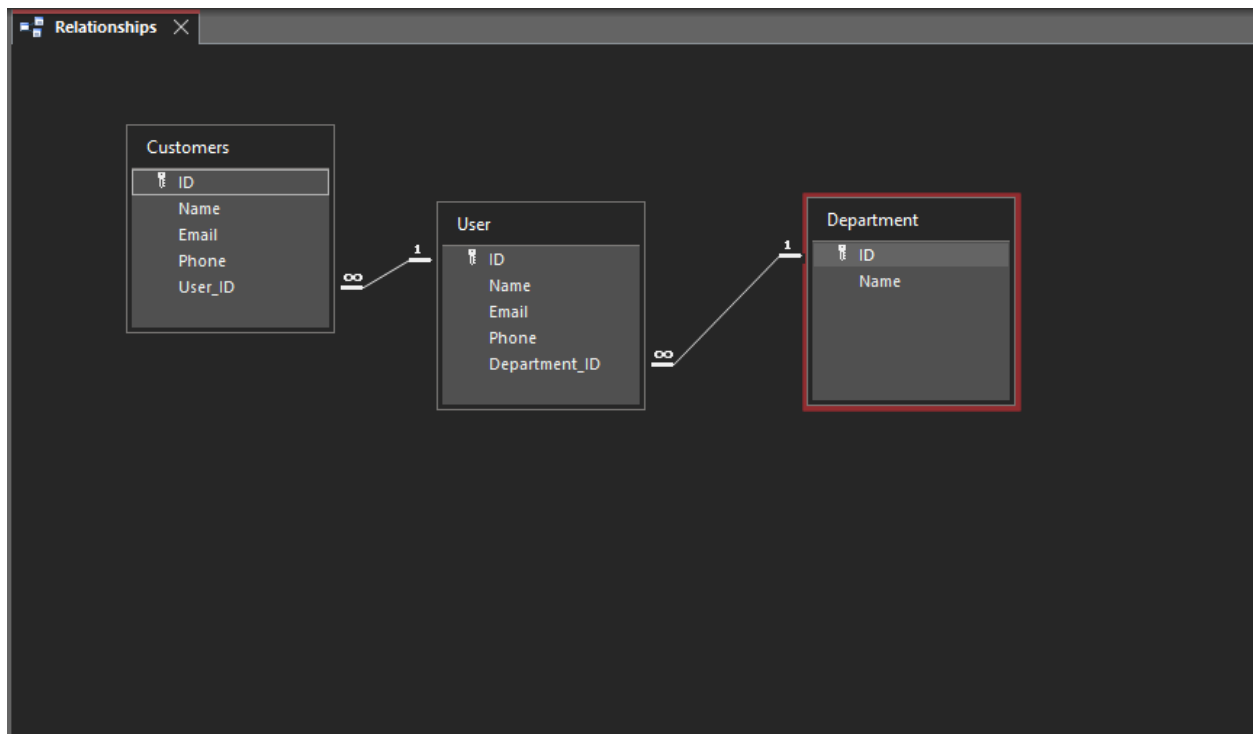 Relationships
Customers
ID
Name
Email
Phone
User_ID
∞
1
User
ID
Name
Email
Phone
Department_ID
∞
1
Department
ID
Name